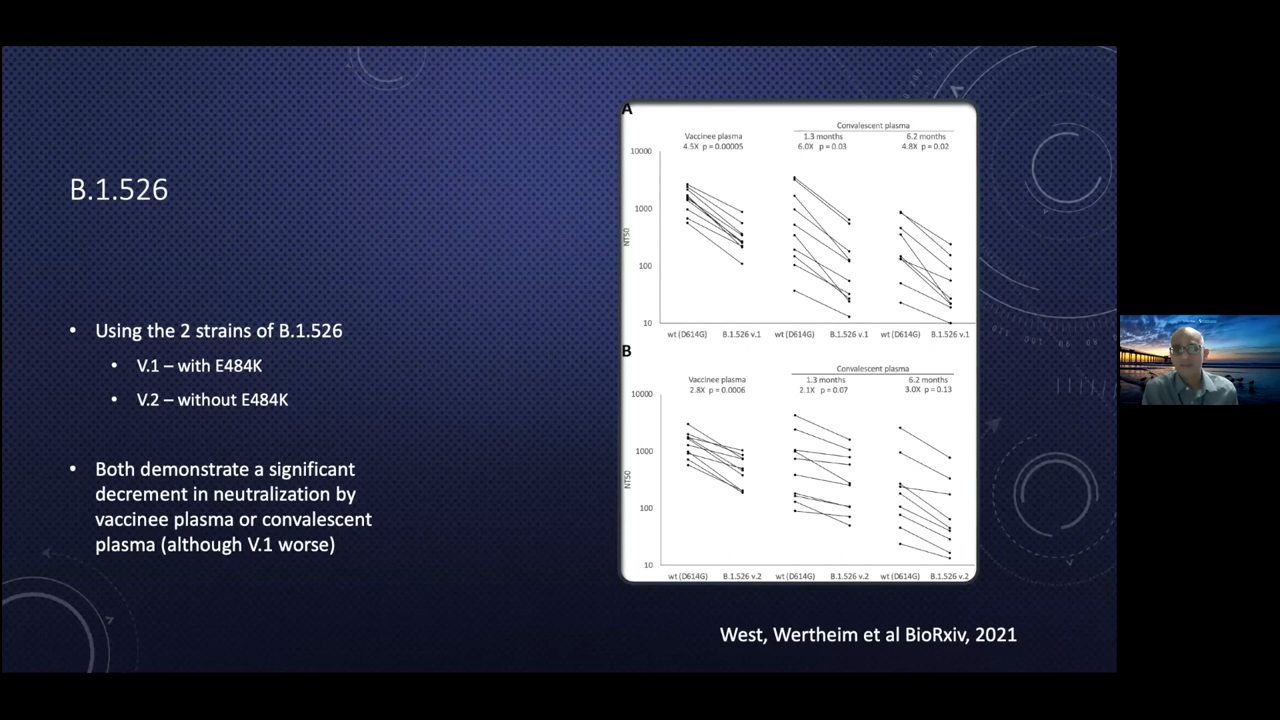 B.1.526
• Using the 2 strains of B.1.526
• V.1 – with E484K
• V.2 – without E484K
• Both demonstrate a significant
decrement in neutralization by
vaccinee plasma or convalescent
plasma (although V.1 worse)
A
Convalescent plasma
Vaccinee plasma 1.3 months 6.2 months
4.5X p = 0.00005 6.0X p = 0.03 4.8X p = 0.02
10000
1000
NT50
100
10
wt (D614G) B.1.526 v.1 wt (D614G) B.1.526 v.1 wt (D614G) B.1.526 v.1
B
Convalescent plasma
Vaccinee plasma 1.3 months 6.2 months
2.8X p = 0.0006 2.1X p = 0.07 3.0X p = 0.13
10000
1000
NT50
100
10
wt (D614G) B.1.526 v.2 wt (D614G) B.1.526 v.2 wt (D614G) B.1.526 v.2
West, Wertheim et al BioRxiv, 2021